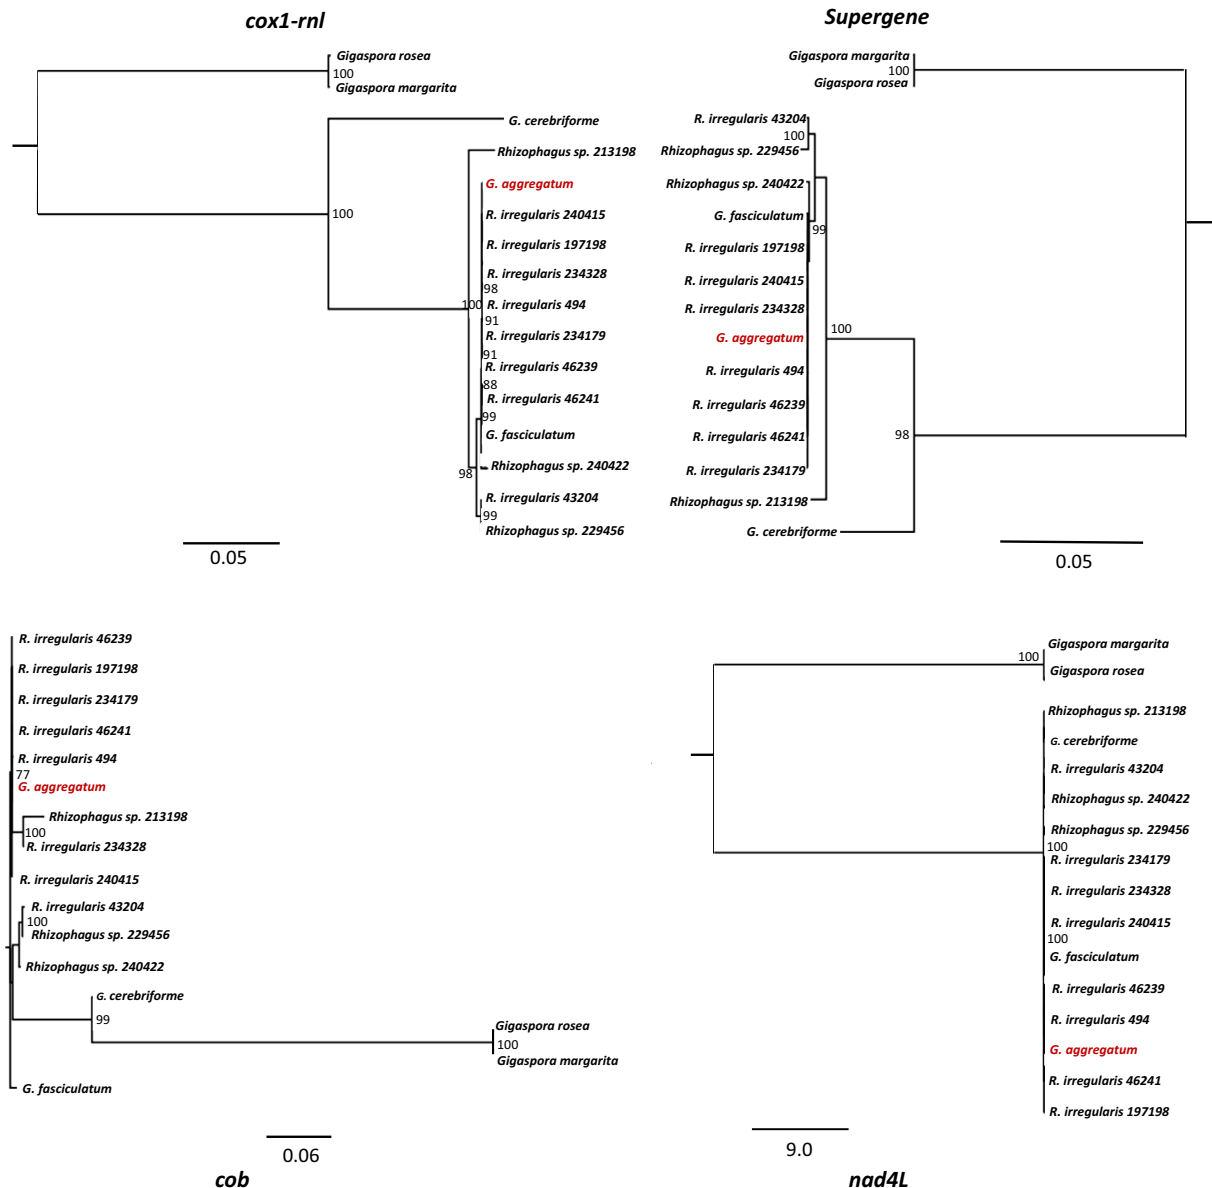 cox1-rnl
Gigaspora rosea
100
Gigaspora margarita
G. cerebriforme
Rhizophagus sp. 213198
G. aggregatum
R. irregularis 240415
100
R. irregularis 197198
R. irregularis 234328
98
100
R. irregularis 494
91
R. irregularis 234179
91
R. irregularis 46239
88
R. irregularis 46241
99
G. fasciculatum
Rhizophagus sp. 240422
98
R. irregularis 43204
99
Rhizophagus sp. 229456
0.05
Supergene
Gigaspora margarita
100
Gigaspora rosea
R. irregularis 43204
100
Rhizophagus sp. 229456
Rhizophagus sp. 240422
G. fasciculatum
99
R. irregularis 197198
R. irregularis 240415
R. irregularis 234328
100
G. aggregatum
R. irregularis 494
R. irregularis 46239
R. irregularis 46241
98
R. irregularis 234179
Rhizophagus sp. 213198
G. cerebriforme
0.05
R. irregularis 46239
R. irregularis 197198
R. irregularis 234179
R. irregularis 46241
R. irregularis 494
77
G. aggregatum
Rhizophagus sp. 213198
100
R. irregularis 234328
R. irregularis 240415
R. irregularis 43204
100
Rhizophagus sp. 229456
Rhizophagus sp. 240422
G. cerebriforme
99
Gigaspora rosea
100
Gigaspora margarita
G. fasciculatum
0.06
cob
Gigaspora margarita
100
Gigaspora rosea
Rhizophagus sp. 213198
G. cerebriforme
R. irregularis 43204
Rhizophagus sp. 240422
Rhizophagus sp. 229456
100
R. irregularis 234179
R. irregularis 234328
R. irregularis 240415
100
G. fasciculatum
R. irregularis 46239
R. irregularis 494
G. aggregatum
R. irregularis 46241
R. irregularis 197198
9.0
nad4L